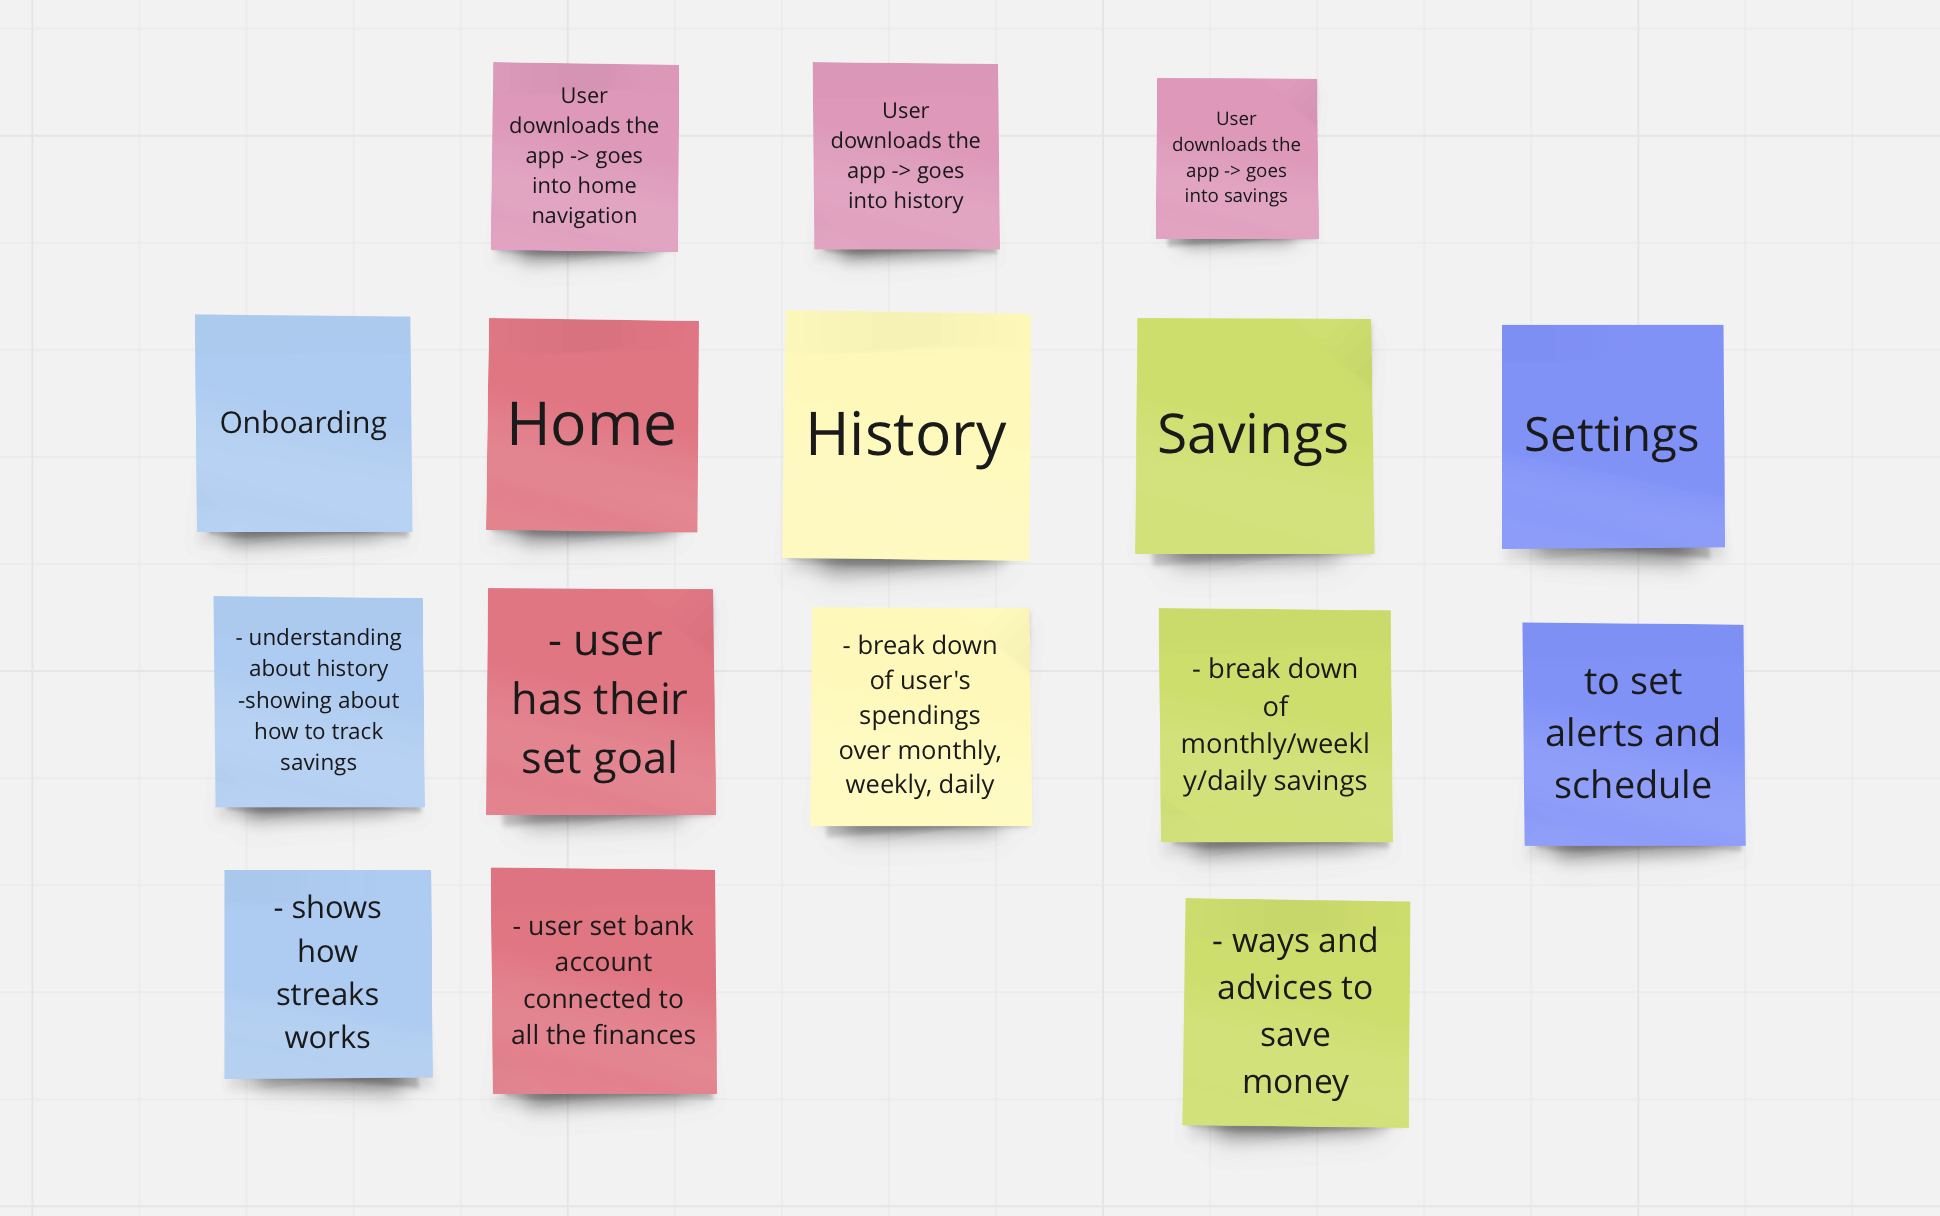 User
downloads the
app -> goes
into home
navigation
User
downloads the
app -> goes
into history
User
downloads the
app -> goes
into savings
Onboarding
Home
History
Savings
Settings
- understanding
about history
-showing about
how to track
savings
- user
has their
set goal
- break down
of user's
spendings
over monthly,
weekly, daily
- break down
of
monthly/weekl
y/daily savings
to set
alerts and
schedule
- shows
how
streaks
works
- user set bank
account
connected to
all the finances
- ways and
advices to
save
money